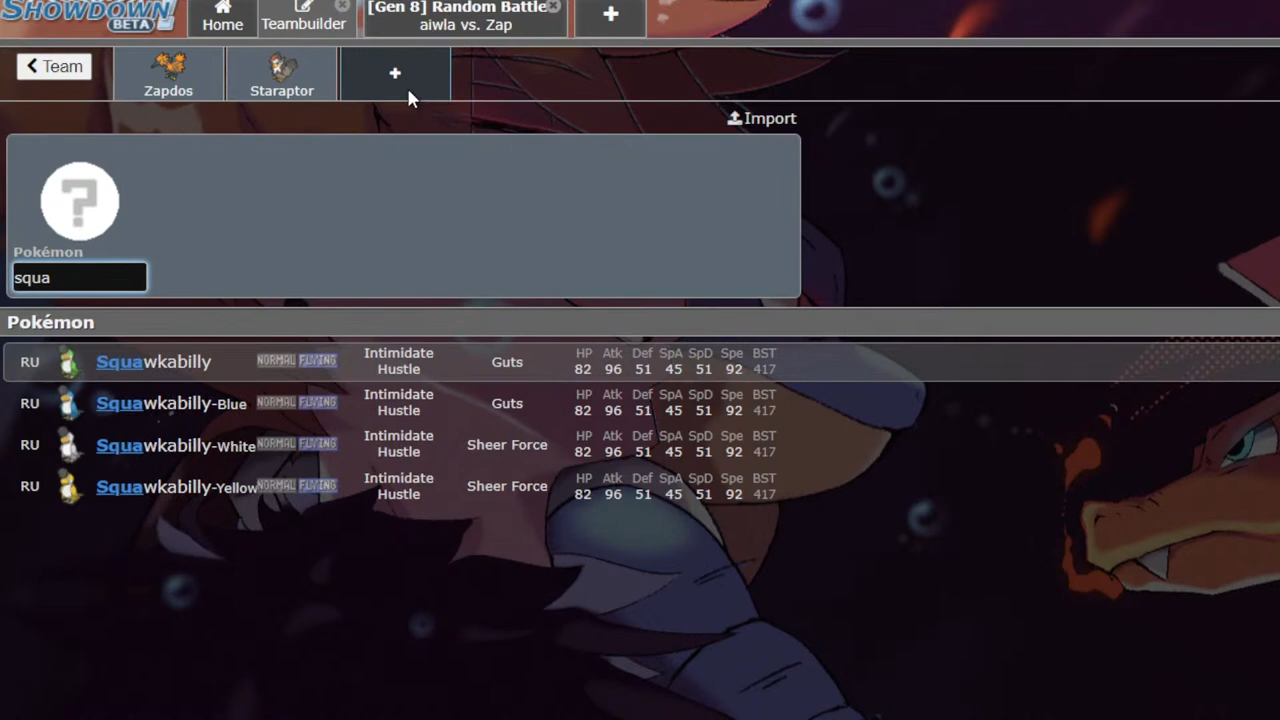 SHOWDOWN
BETA
Home
Teambuilder
[Gen 8] Random Battle
aiwla vs. Zap
Team
Zapdos
Staraptor
Import
Pokémon
squa
Pokémon
RU Squawkabilly NORMAL FLYING Intimidate Hustle Guts HP 82 Atk 96 Def 51 SpA 45 SpD 51 Spe 92 BST 417
RU Squawkabilly-Blue NORMAL FLYING Intimidate Hustle Guts HP 82 Atk 96 Def 51 SpA 45 SpD 51 Spe 92 BST 417
RU Squawkabilly-White NORMAL FLYING Intimidate Hustle Sheer Force HP 82 Atk 96 Def 51 SpA 45 SpD 51 Spe 92 BST 417
RU Squawkabilly-Yellow NORMAL FLYING Intimidate Hustle Sheer Force HP 82 Atk 96 Def 51 SpA 45 SpD 51 Spe 92 BST 417